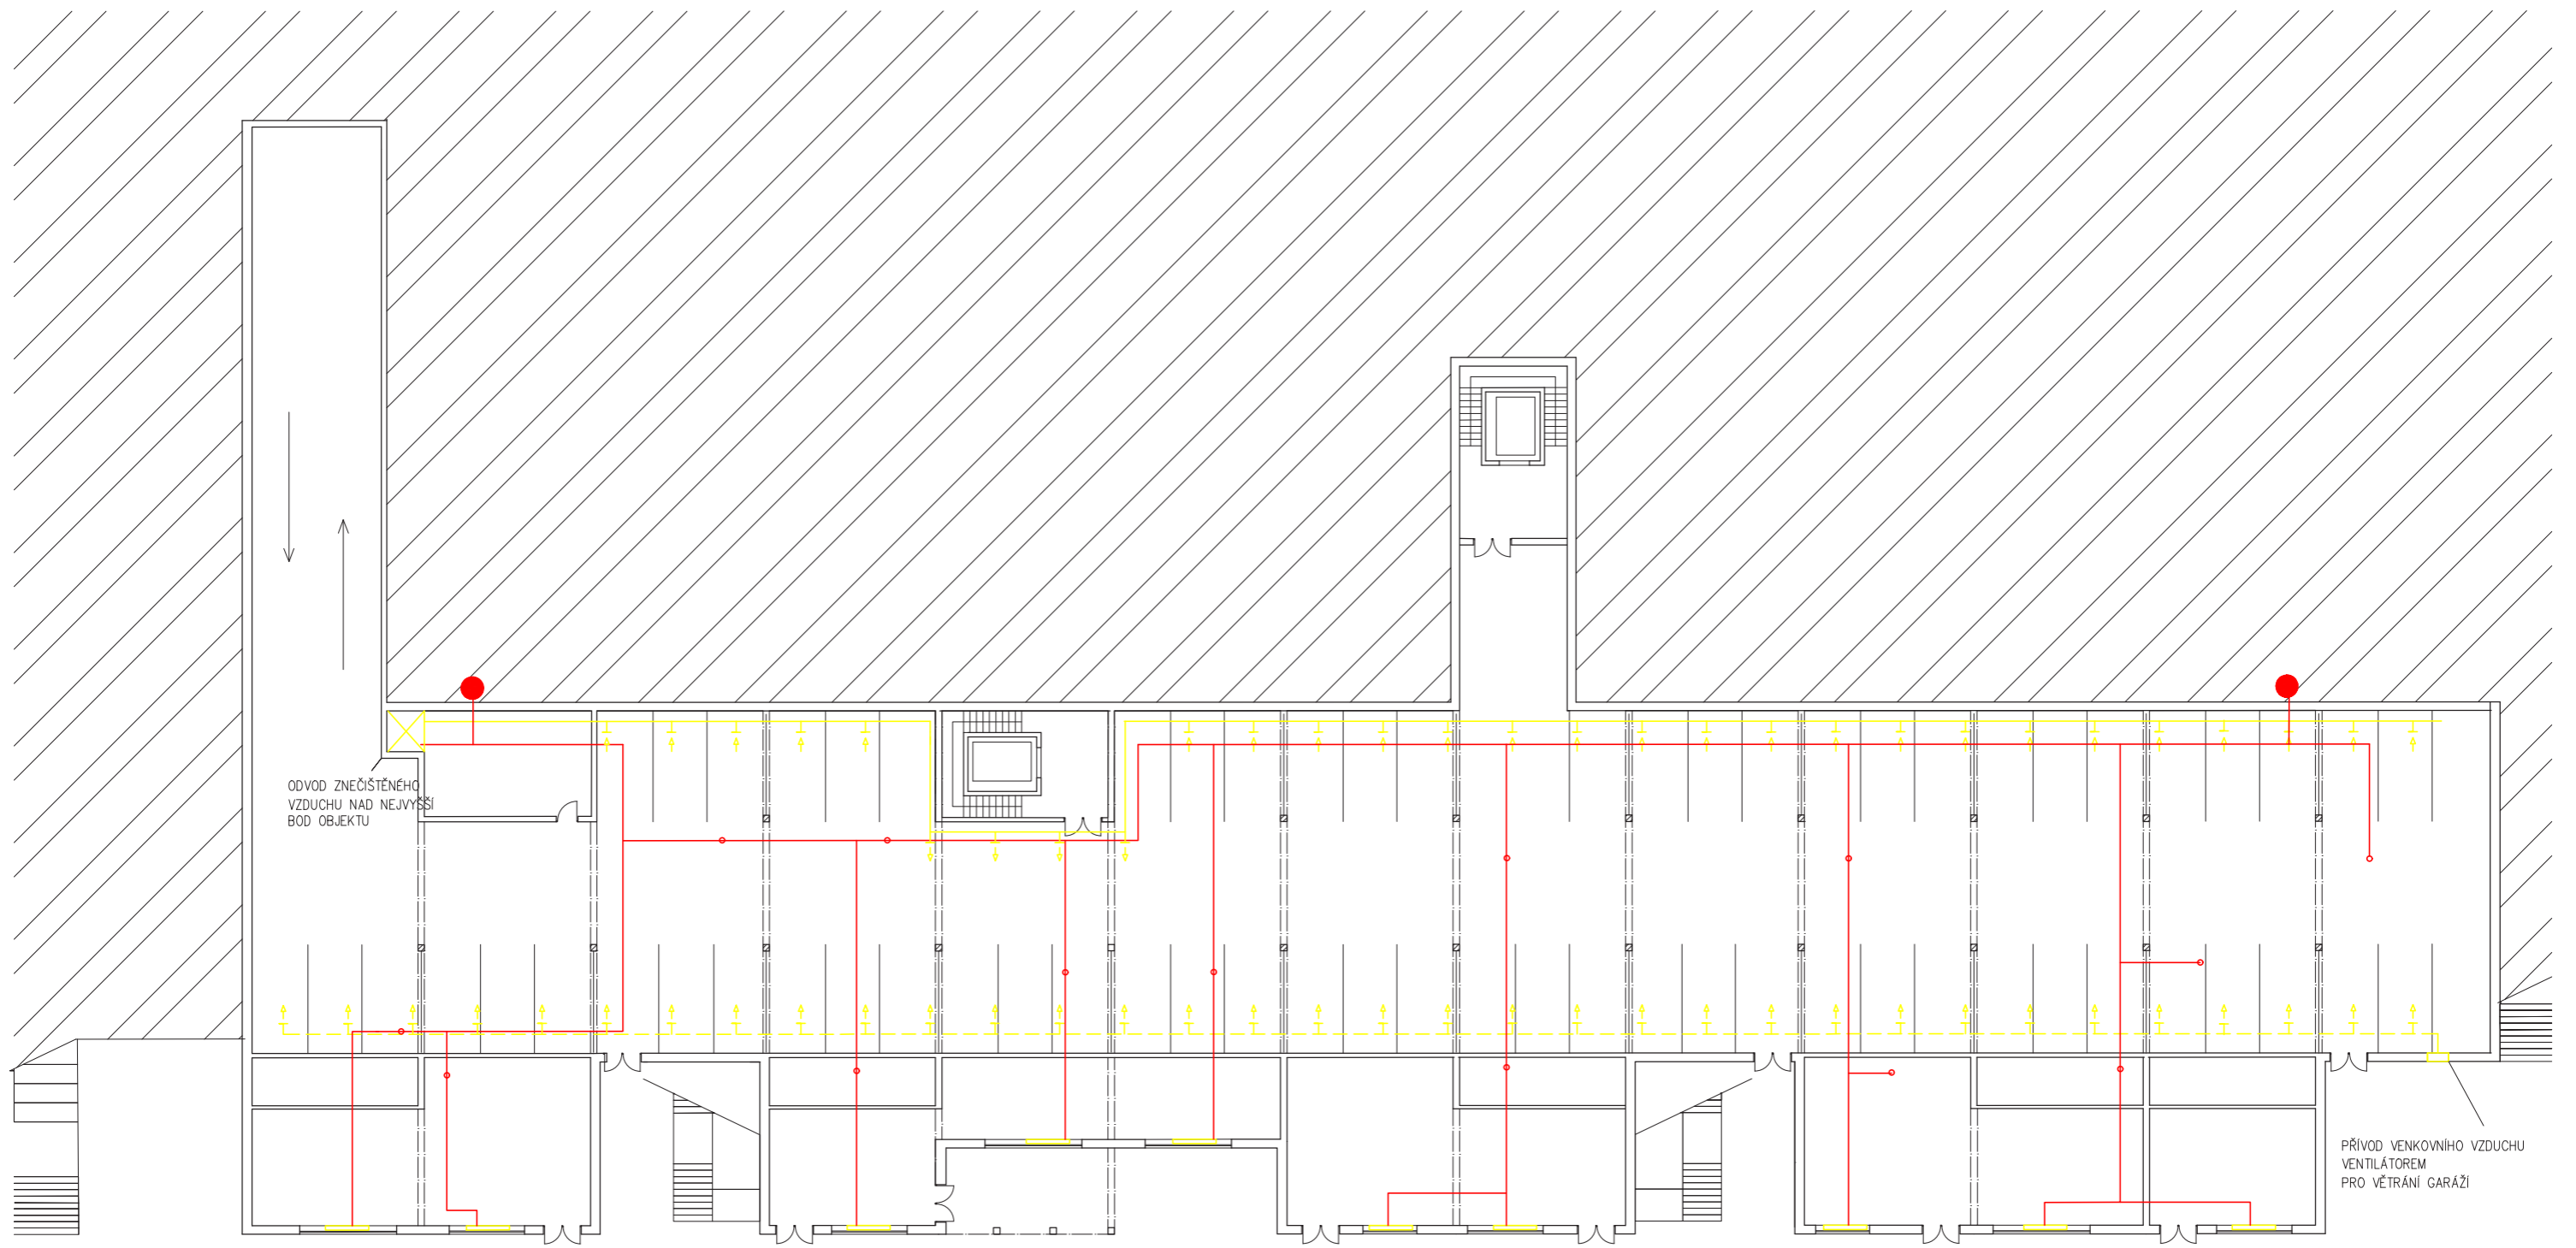 ODVOD ZNEČIŠTĚNÉHO
VZDUCHU NAD NEJVYŠŠÍ
BOD OBJEKTU
PŘÍVOD VENKOVNÍHO VZDUCHU
VENTILÁTOREM
PRO VĚTRÁNÍ GARÁŽÍ